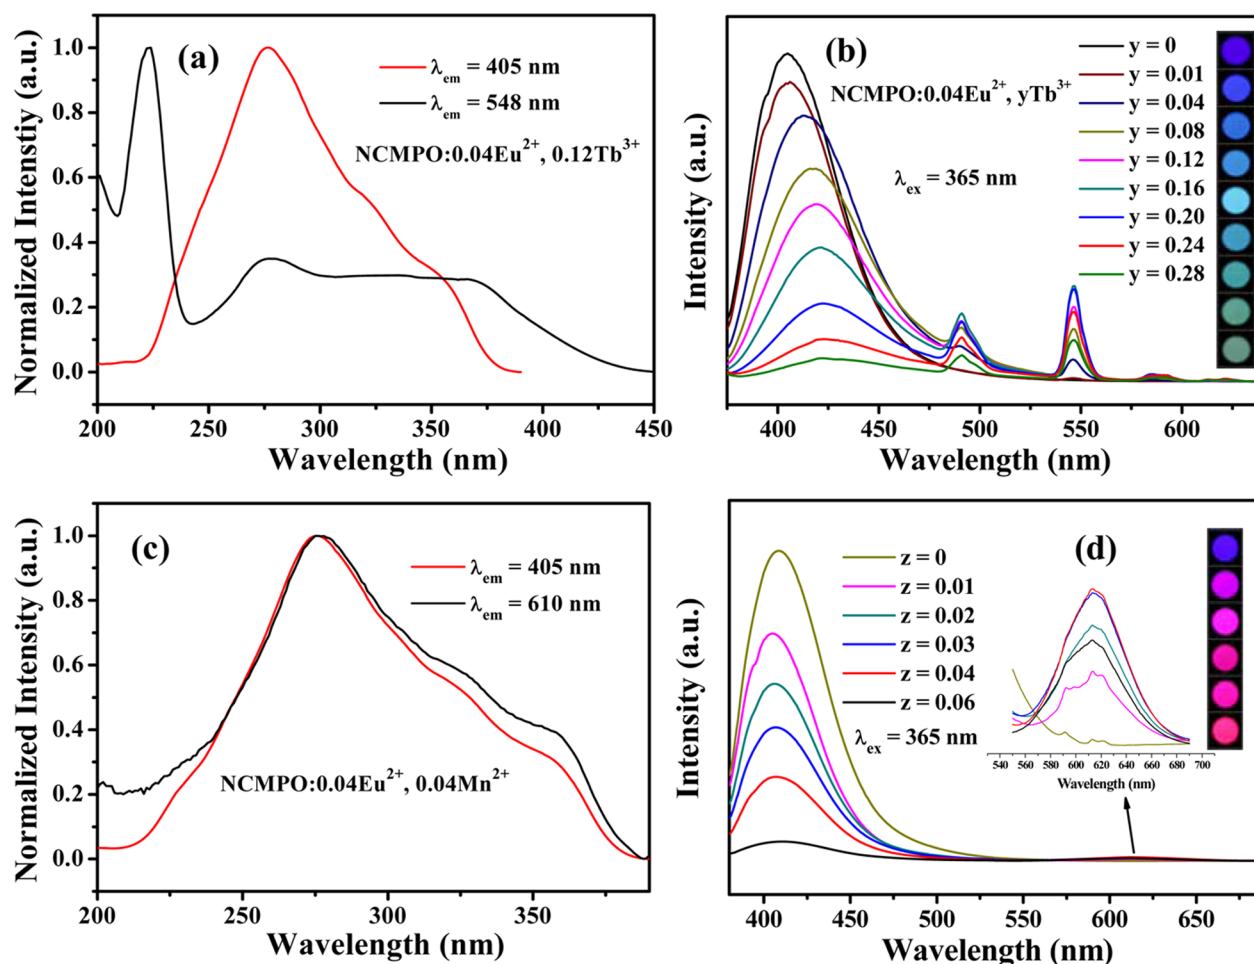 (a)
λem = 405 nm
λem = 548 nm
NCMPO:0.04Eu2+, 0.12Tb3+
Normalized Intenstiy (a.u.)
1.0
0.8
0.6
0.4
0.2
0.0
200 250 300 350 400 450
Wavelength (nm)
(b)
NCMPO:0.04Eu2+, yTb3+
λex = 365 nm
y = 0
y = 0.01
y = 0.04
y = 0.08
y = 0.12
y = 0.16
y = 0.20
y = 0.24
y = 0.28
Intensity (a.u.)
400 450 500 550 600
Wavelength (nm)
(c)
λem = 405 nm
λem = 610 nm
NCMPO:0.04Eu2+, 0.04Mn2+
Normalized Intensity (a.u.)
1.0
0.8
0.6
0.4
0.2
0.0
200 250 300 350
Wavelength (nm)
(d)
z = 0
z = 0.01
z = 0.02
z = 0.03
z = 0.04
z = 0.06
λex = 365 nm
540 560 580 600 620 640 660 680 700
Wavelength (nm)
Intensity (a.u.)
400 450 500 550 600 650
Wavelength (nm)